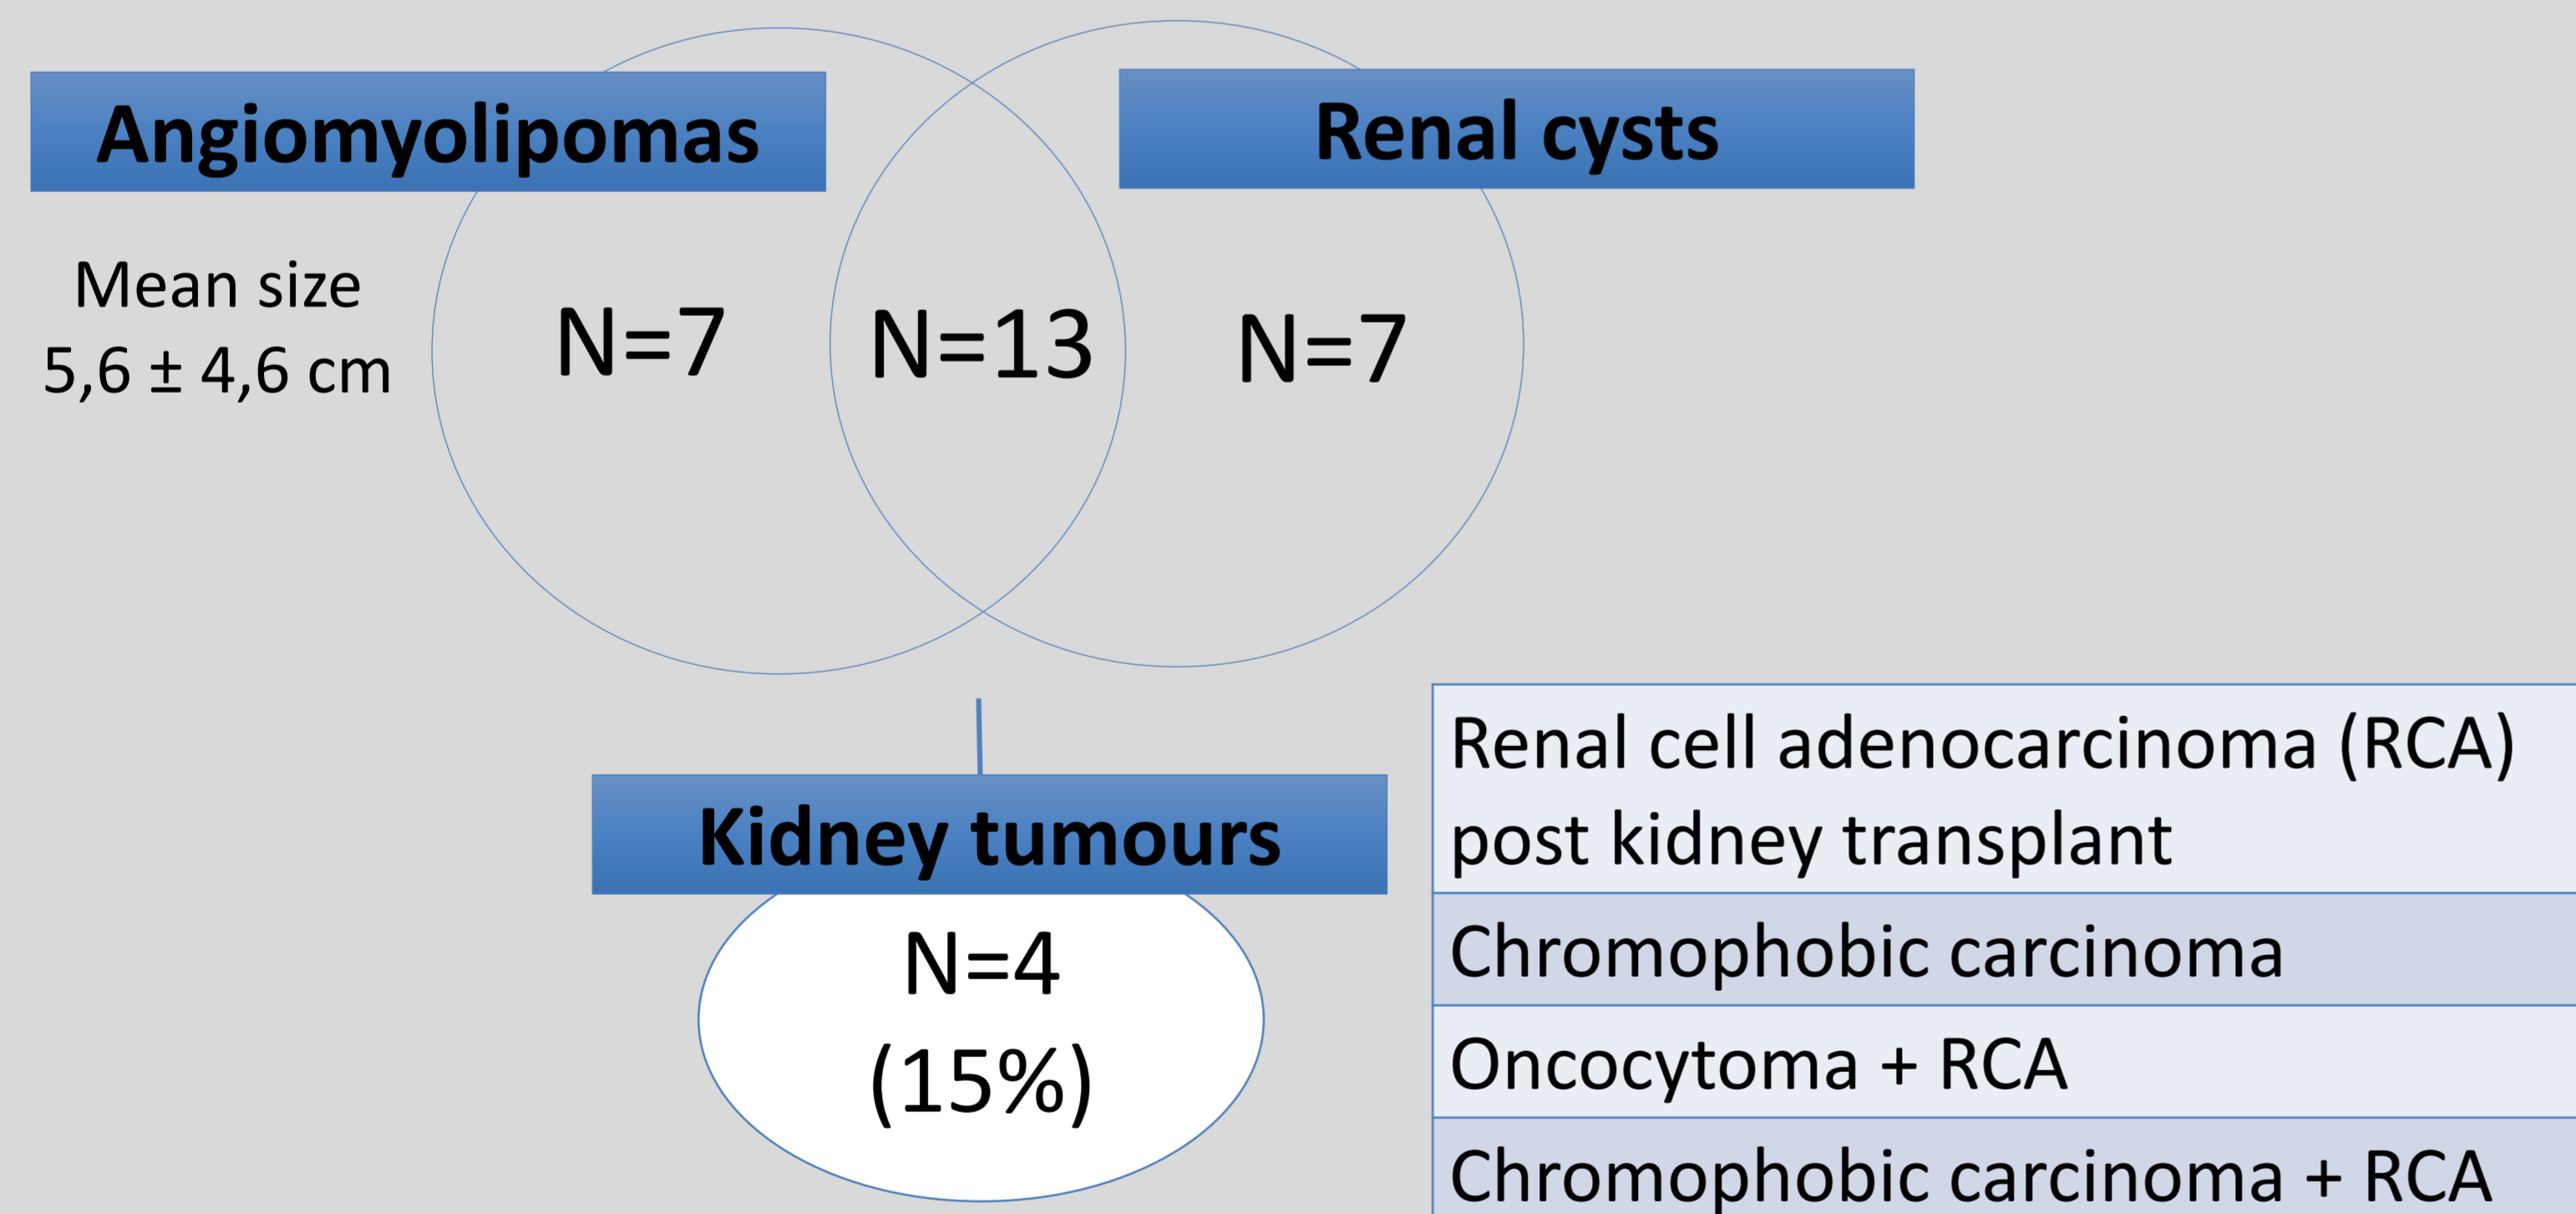 Angiomyolipomas
Renal cysts
Mean size
5,6 ± 4,6 cm
N=7
N=13
N=7
Kidney tumours
N=4
(15%)
Renal cell adenocarcinoma (RCA)
post kidney transplant
Chromophobic carcinoma
Oncocytoma + RCA
Chromophobic carcinoma + RCA